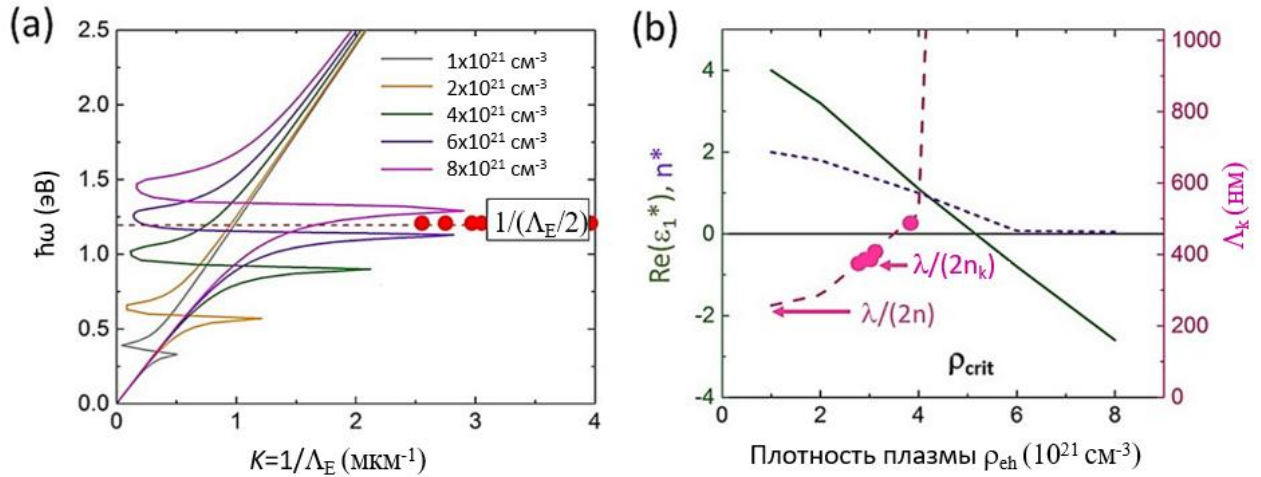 (a)
2.5
2.0
1.5
1.0
0.5
0.0
ħω (эВ)
1x10²¹ см⁻³
2x10²¹ см⁻³
4x10²¹ см⁻³
6x10²¹ см⁻³
8x10²¹ см⁻³
1/(Λ_E/2)
0 1 2 3 4
K=1/Λ_E (мкм⁻¹)
(b)
4
2
0
-2
-4
Re(ε₁*), n*
λ/(2n_k)
λ/(2n)
ρ_crit
1000
800
600
400
200
0
Λ_k (нм)
0 2 4 6 8
Плотность плазмы ρ_eh (10²¹ см⁻³)